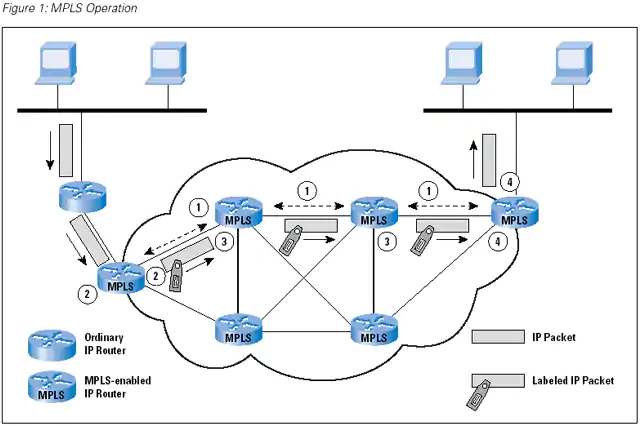 Figure 1: MPLS Operation
4
1
1
1
MPLS
MPLS
MPLS
3
3
4
2
MPLS
2
MPLS
MPLS
Ordinary
IP Router
IP Packet
MPLS
MPLS-enabled
IP Router
Labeled IP Packet